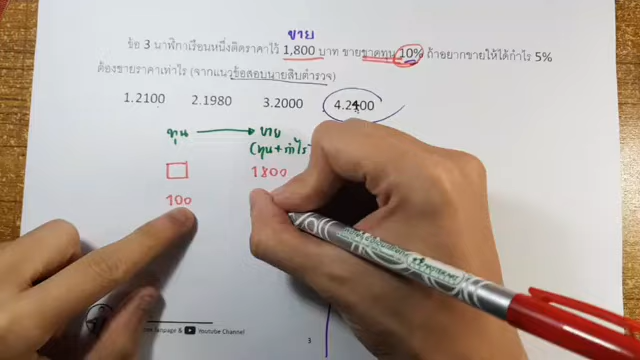 ขาย
ข้อ 3 นาฬิกาเรือนหนึ่งติดราคาไว้ 1,800 บาท ขายขาดทุน 10% ถ้าอยากขายให้ได้กำไร 5%
ต้องขายราคาเท่าไร (จากแนวข้อสอบนายสิบตำรวจ)
1.2100 2.1980 3.2000 4.2400
ทุน ขาย
(ทุน+กำไร
1800
100
fanpage & YouTube Channel
3